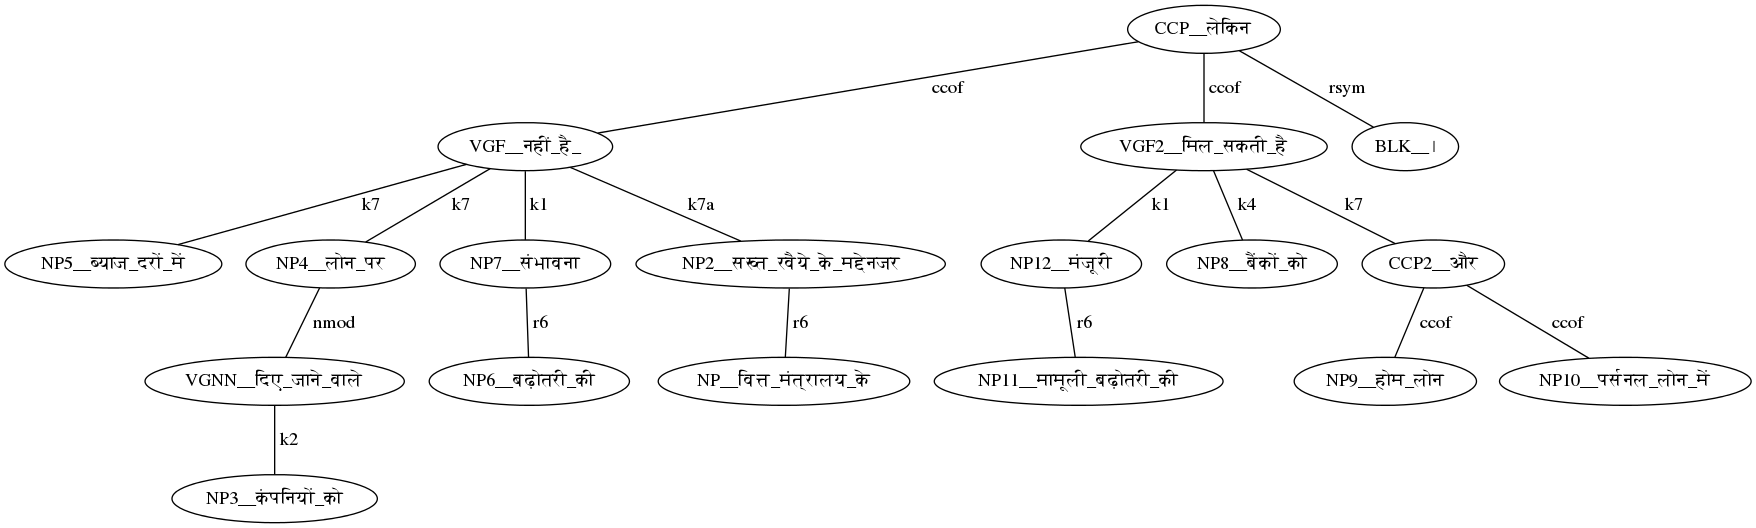 CCP__लेकिन
ccof ccof rsym
VGF__नहीं_है_ VGF2__मिल_सकती_है BLK__।
k7 k7 k1 k7a k1 k4 k7
NP5__ब्याज_दरों_में NP4__लोन_पर NP7__संभावना NP2__सख्त_रवैये_के_मद्देनजर NP12__मंजूरी NP8__बैंकों_को CCP2__और
nmod r6 r6 r6 ccof ccof
VGNN__दिए_जाने_वाले NP6__बढ़ोतरी_की NP__वित्त_मंत्रालय_के NP11__मामूली_बढ़ोतरी_की NP9__होम_लोन NP10__पर्सनल_लोन_में
k2
NP3__कंपनियों_को